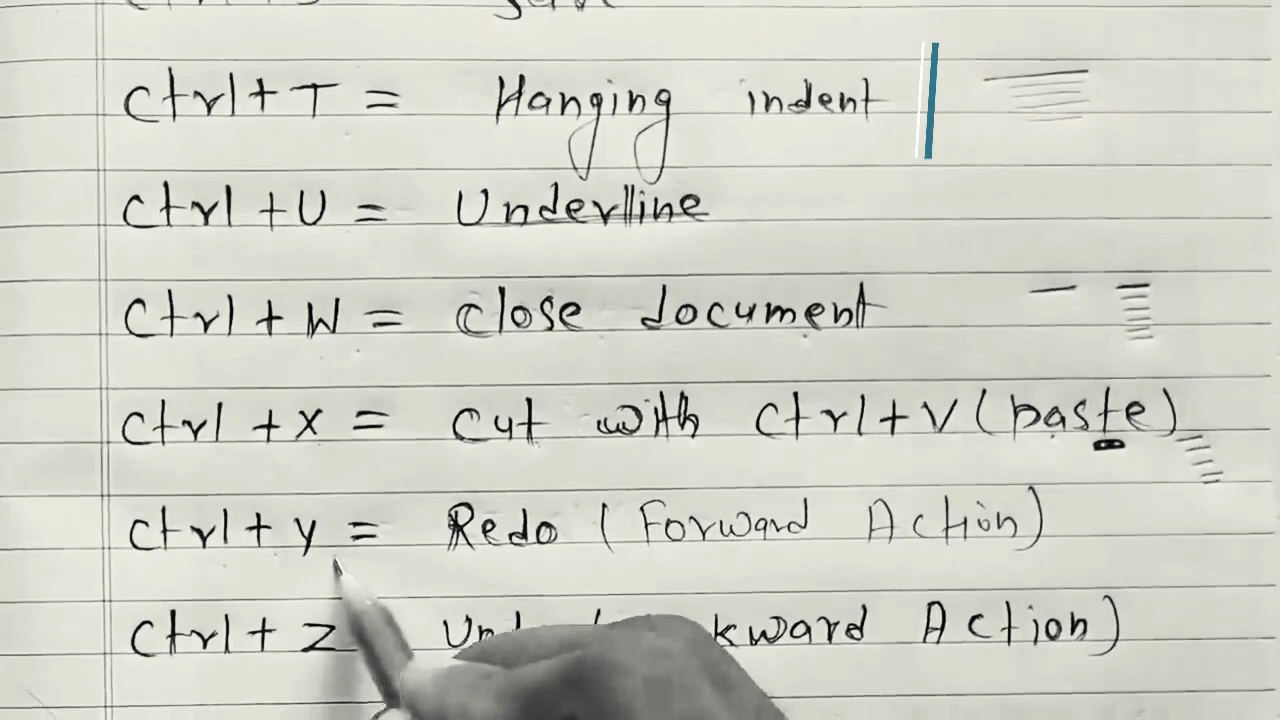 Ctrl + T = Hanging indent
Ctrl + U = Underline
Ctrl + W = close document
Ctrl + X = cut with Ctrl + V (paste)
Ctrl + y = Redo (Forward Action)
Ctrl + Z Action)